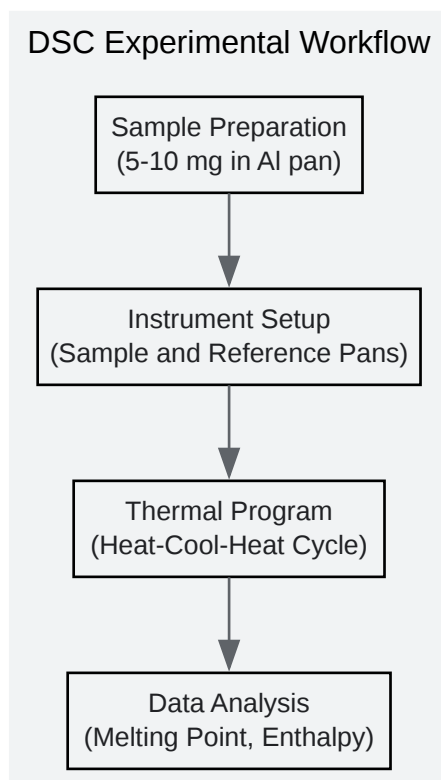 DSC Experimental Workflow
Sample Preparation
(5-10 mg in Al pan)
Instrument Setup
(Sample and Reference Pans)
Thermal Program
(Heat-Cool-Heat Cycle)
Data Analysis
(Melting Point, Enthalpy)